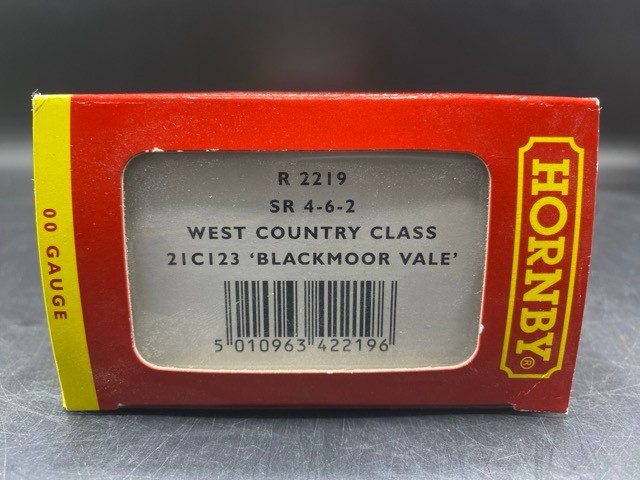 00 GAUGE
R 2219
SR 4-6-2
WEST COUNTRY CLASS
21C123 'BLACKMOOR VALE'
5 010963 422196
HORNBY®